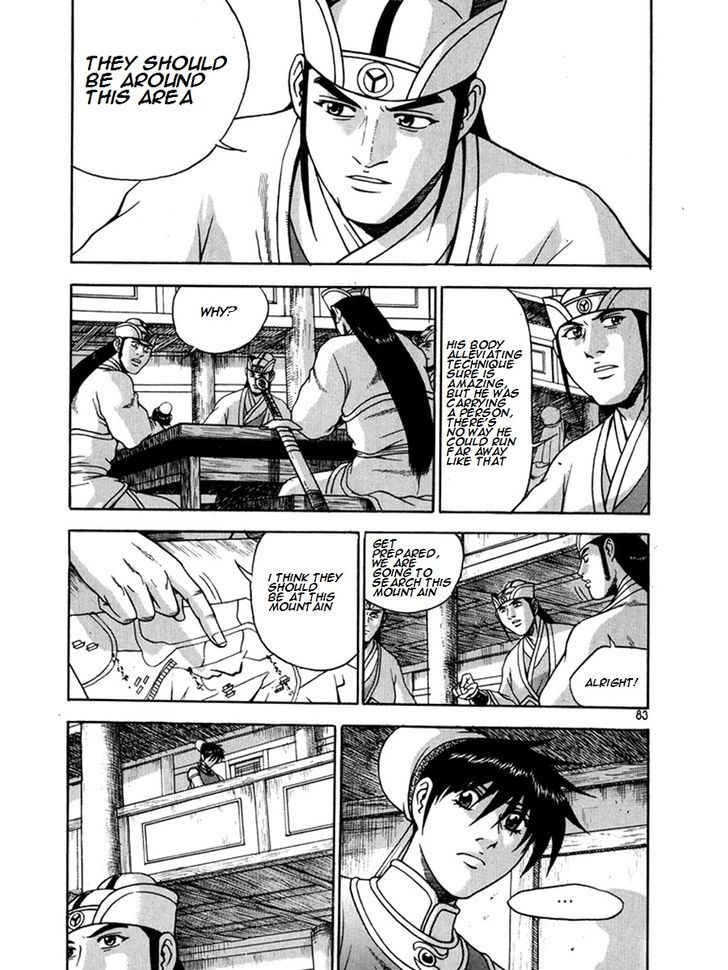 THEY SHOULD
BE AROUND
THIS AREA
WHY?
HIS BODY
ALLEVIATING
TECHNIQUE
SURE IS
AMAZING,
BUT HE WAS
CARRYING
A PERSON,
THERE'S
NO WAY HE
COULD RUN
FAR AWAY
LIKE THAT
I THINK THEY
SHOULD
BE AT THIS
MOUNTAIN
GET
PREPARED,
WE ARE
GOING TO
SEARCH THIS
MOUNTAIN
ALRIGHT!
83
...